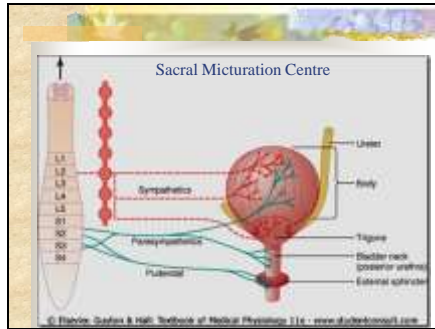 Sacral Micturation Centre
Ureter
L1
L2
L3
L4
L5
S1
S2
S3
S4
Sympathetics
Body
Parasympathetics
Trigone
Bladder neck
(posterior urethra)
Pudental
External sphincter
© Elsevier. Guyton & Hall: Textbook of Medical Physiology 11e - www.studentconsult.com